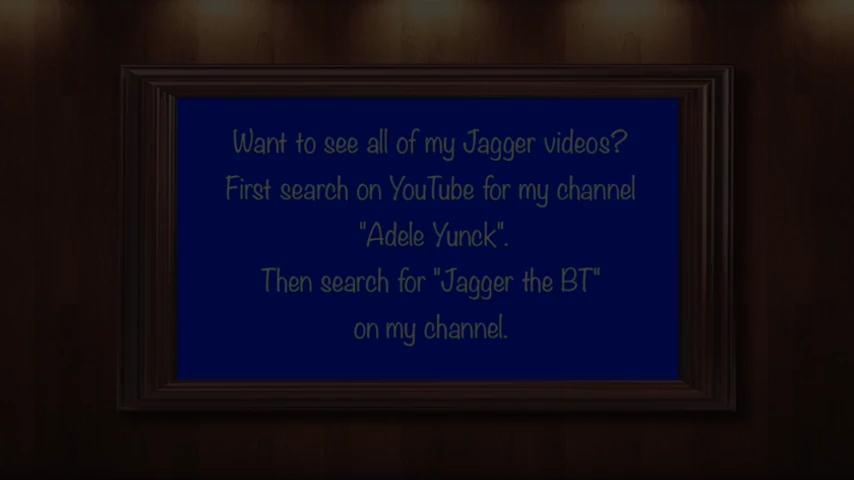 Want to see all of my Jagger videos?
First search on YouTube for my channel
"Adele Yunck".
Then search for "Jagger the BT"
on my channel.